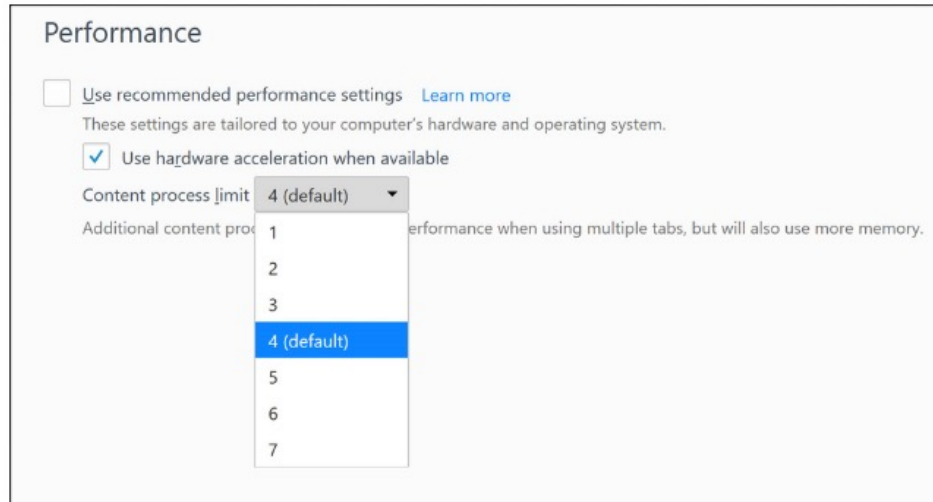 Performance
Use recommended performance settings Learn more
These settings are tailored to your computer's hardware and operating system.
Use hardware acceleration when available
Content process limit 4 (default)
Additional content erformance when using multiple tabs, but will also use more memory.
1
2
3
4 (default)
5
6
7